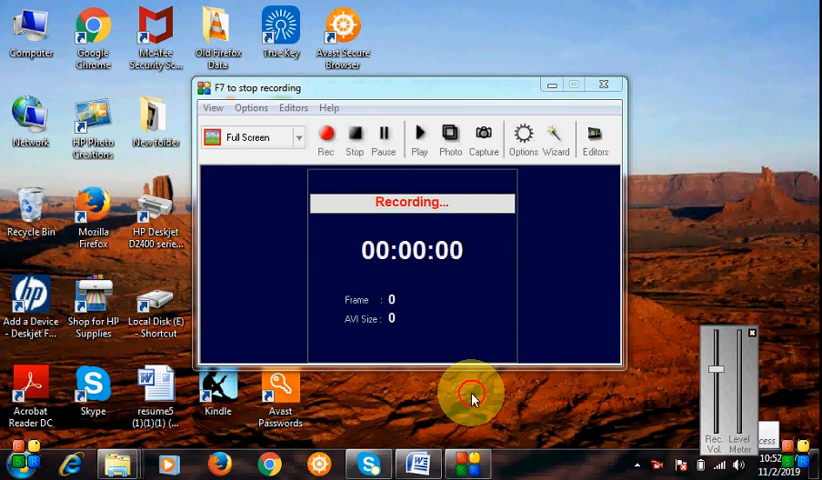 Computer
Google
Chrome
McAfee
Security Sc...
Old Firefox
Data
True Key
Avast Secure
Browser
F7 to stop recording
View Options Editors Help
Full Screen
Rec Stop Pause Play Photo Capture Options Wizard Editors
Network
HP Photo
Creations
New folder
Recording...
00:00:00
Frame : 0
AVI Size : 0
Recycle Bin
Mozilla
Firefox
HP Deskjet
D2400 serie...
Add a Device
- Deskjet F...
Shop for HP
Supplies
Local Disk (E)
- Shortcut
Acrobat
Reader DC
Skype
resume5
(1)(1)(1) (...
Kindle
Avast
Passwords
Rec.
Vol
Level
Meter
cess
10:52
11/2/2019